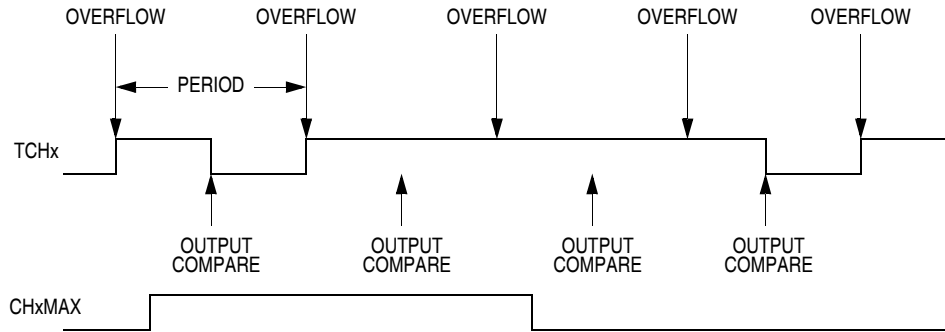 OVERFLOW OVERFLOW OVERFLOW OVERFLOW OVERFLOW
PERIOD
TCHx
OUTPUT OUTPUT OUTPUT OUTPUT
COMPARE COMPARE COMPARE COMPARE
CHxMAX